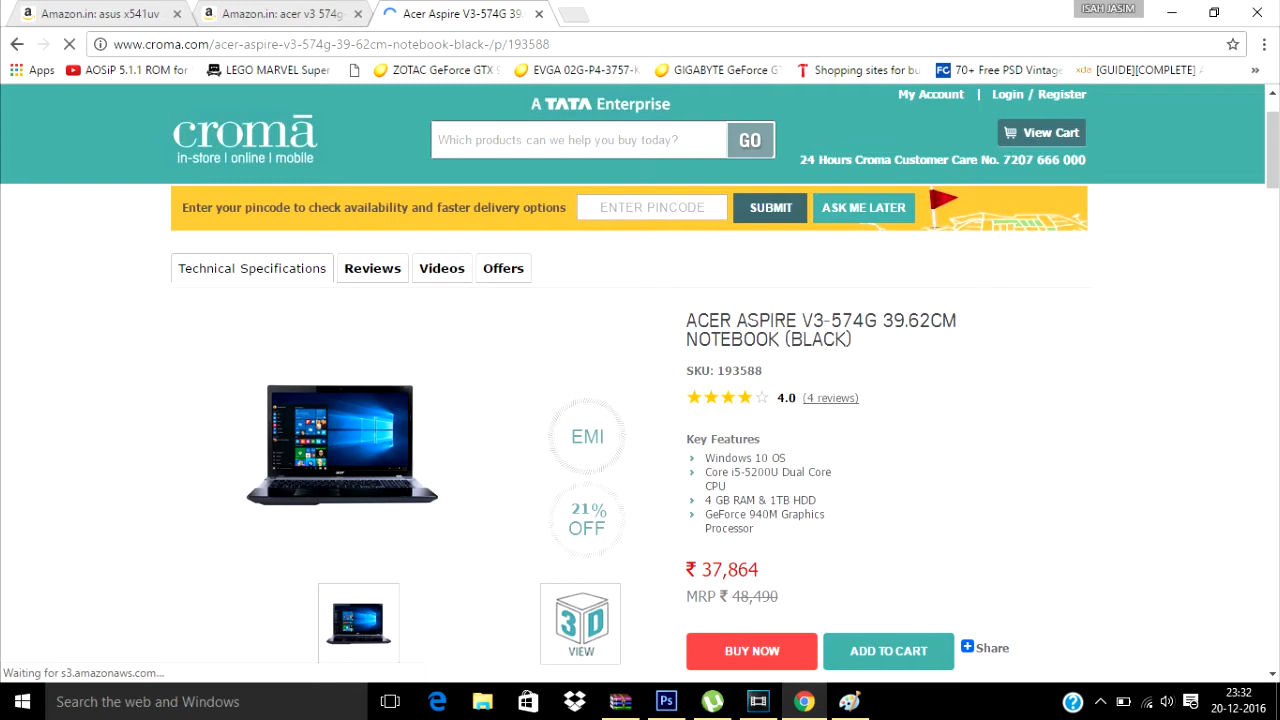 Amazon.in: asus x541uv
Amazon.in: acer v3 574g
Acer Aspire V3-574G 39.
ISAH JASIM
www.croma.com/acer-aspire-v3-574g-39-62cm-notebook-black-/p/193588
Apps
AOSiP 5.1.1 ROM for
LEGO MARVEL Super
ZOTAC GeForce GTX
EVGA 02G-P4-3757-K
GIGABYTE GeForce G
Shopping sites for bu
FC 70+ Free PSD Vintage
xda [GUIDE][COMPLETE]
»
A TATA Enterprise
My Account | Login / Register
cromā
in-store | online | mobile
Which products can we help you buy today?
GO
View Cart
24 Hours Croma Customer Care No. 7207 666 000
Enter your pincode to check availability and faster delivery options
ENTER PINCODE
SUBMIT
ASK ME LATER
Technical Specifications
Reviews
Videos
Offers
ACER ASPIRE V3-574G 39.62CM
NOTEBOOK (BLACK)
SKU: 193588
4.0 (4 reviews)
EMI
21%
OFF
Key Features
Windows 10 OS
Core i5-5200U Dual Core
CPU
4 GB RAM & 1TB HDD
GeForce 940M Graphics
Processor
₹ 37,864
MRP ₹ 48,490
3D
VIEW
BUY NOW
ADD TO CART
Share
Waiting for s3.amazonaws.com...
Search the web and Windows
Ps
23:32
20-12-2016